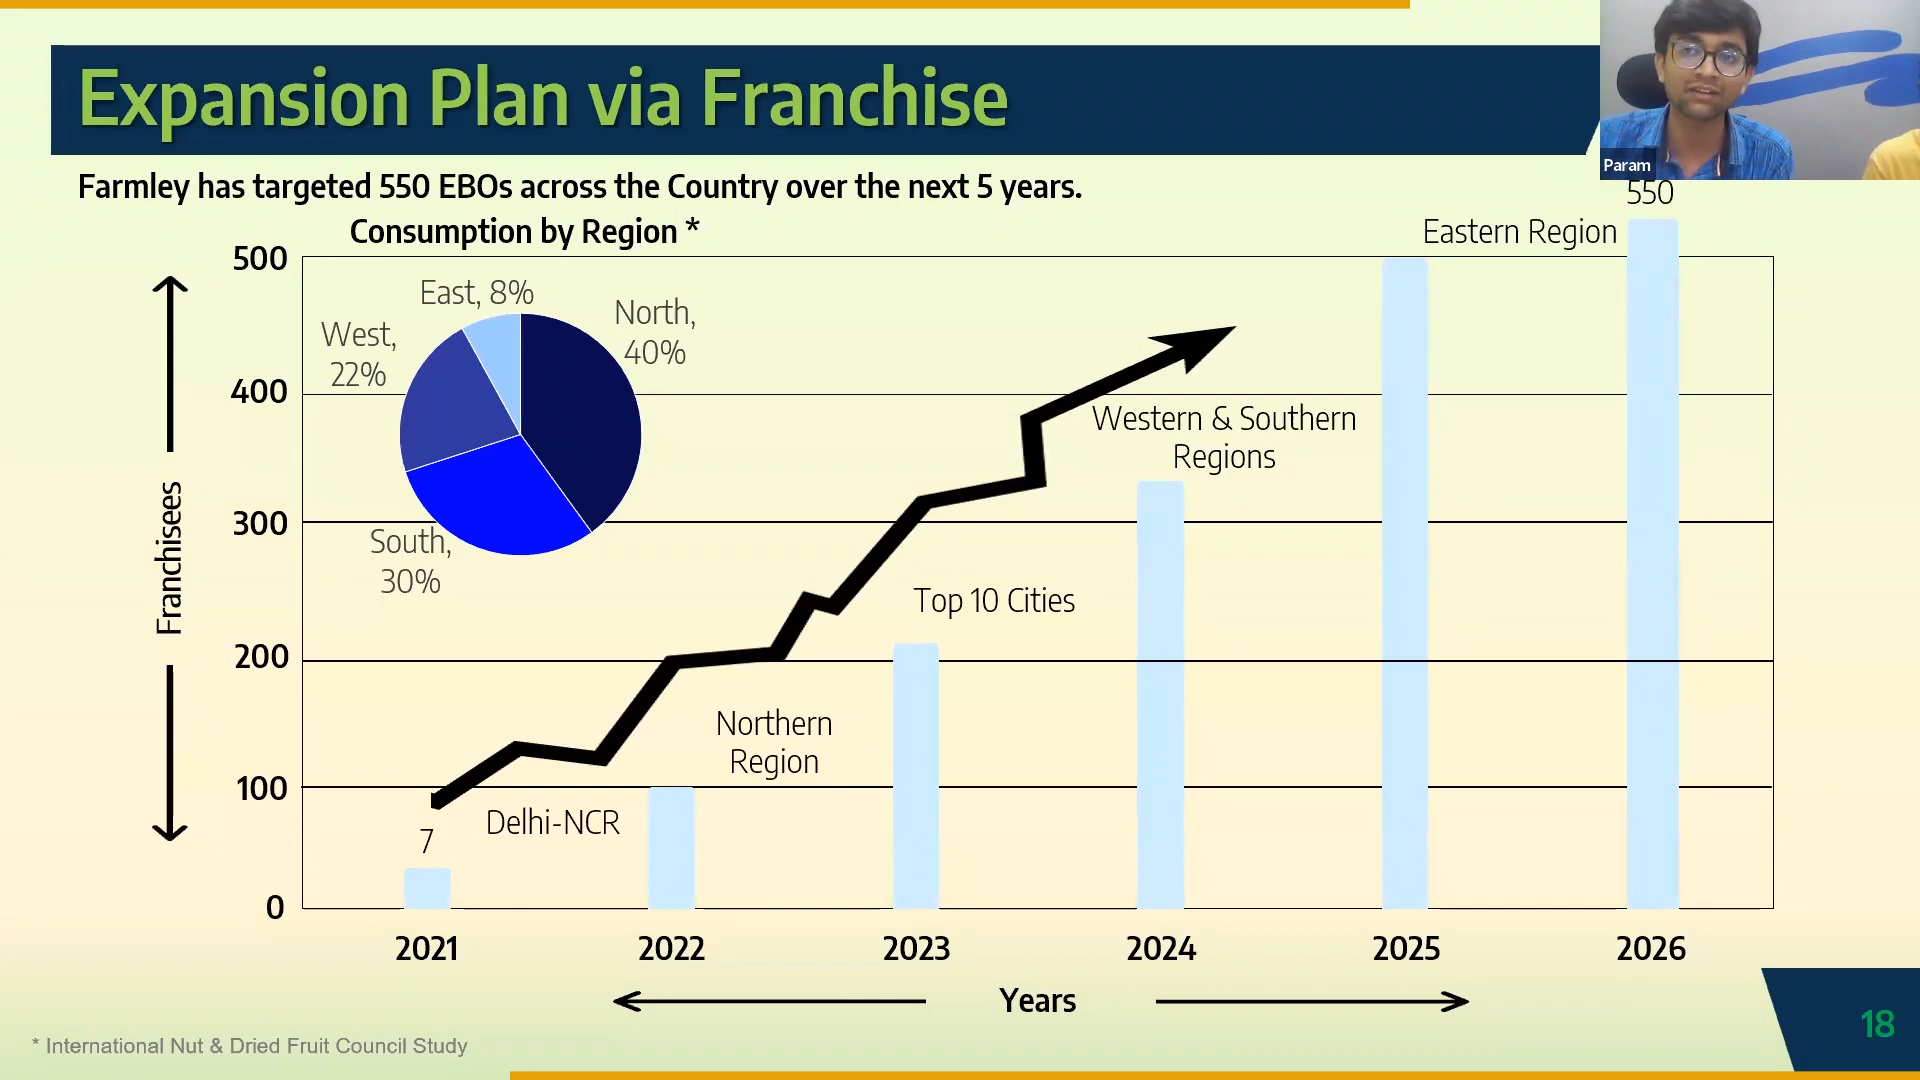 Expansion Plan via Franchise
Param
Farmley has targeted 550 EBOs across the Country over the next 5 years.
550
Consumption by Region *
Eastern Region
500
East, 8%
North,
40%
West,
22%
400
Western & Southern
Regions
Franchisees
300
South,
30%
Top 10 Cities
200
Northern
Region
100
Delhi-NCR
7
0
2021
2022
2023
2024
2025
2026
Years
18
* International Nut & Dried Fruit Council Study